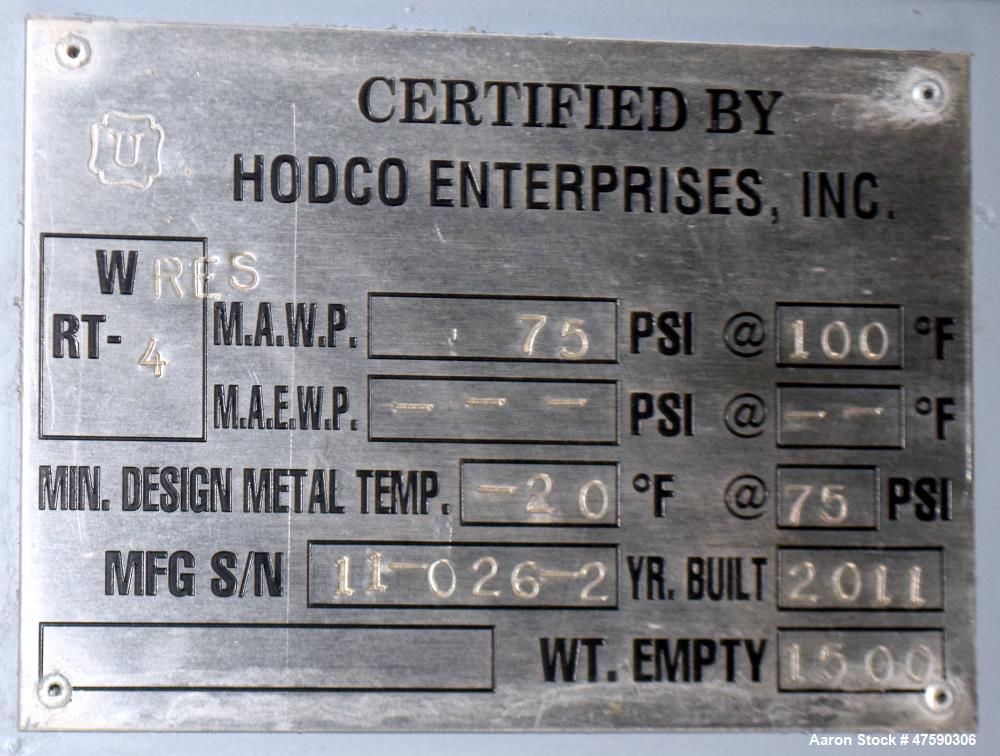 CERTIFIED BY
U
HODCO ENTERPRISES, INC.
W RES
RT- 4
M.A.W.P. 75 PSI @ 100 °F
M.A.E.W.P. - - - PSI @ - - °F
MIN. DESIGN METAL TEMP. -20 °F @ 75 PSI
MFG S/N 11-026-2 YR. BUILT 2011
WT. EMPTY 1500
Aaron Stock # 47590306